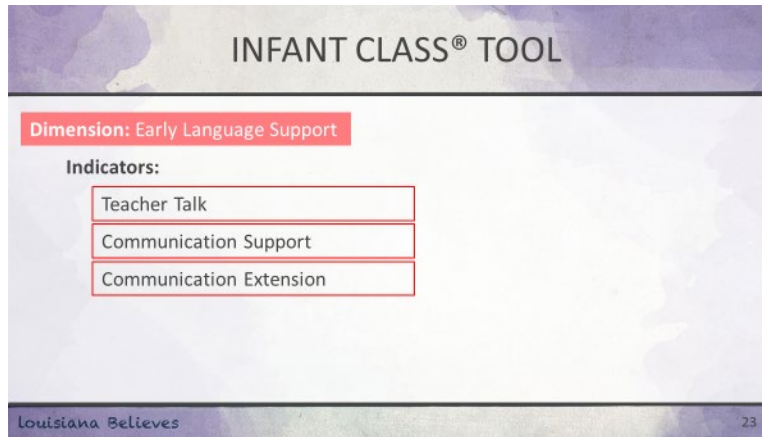 INFANT CLASS® TOOL
Dimension: Early Language Support
Indicators:
Teacher Talk
Communication Support
Communication Extension
Louisiana Believes
23